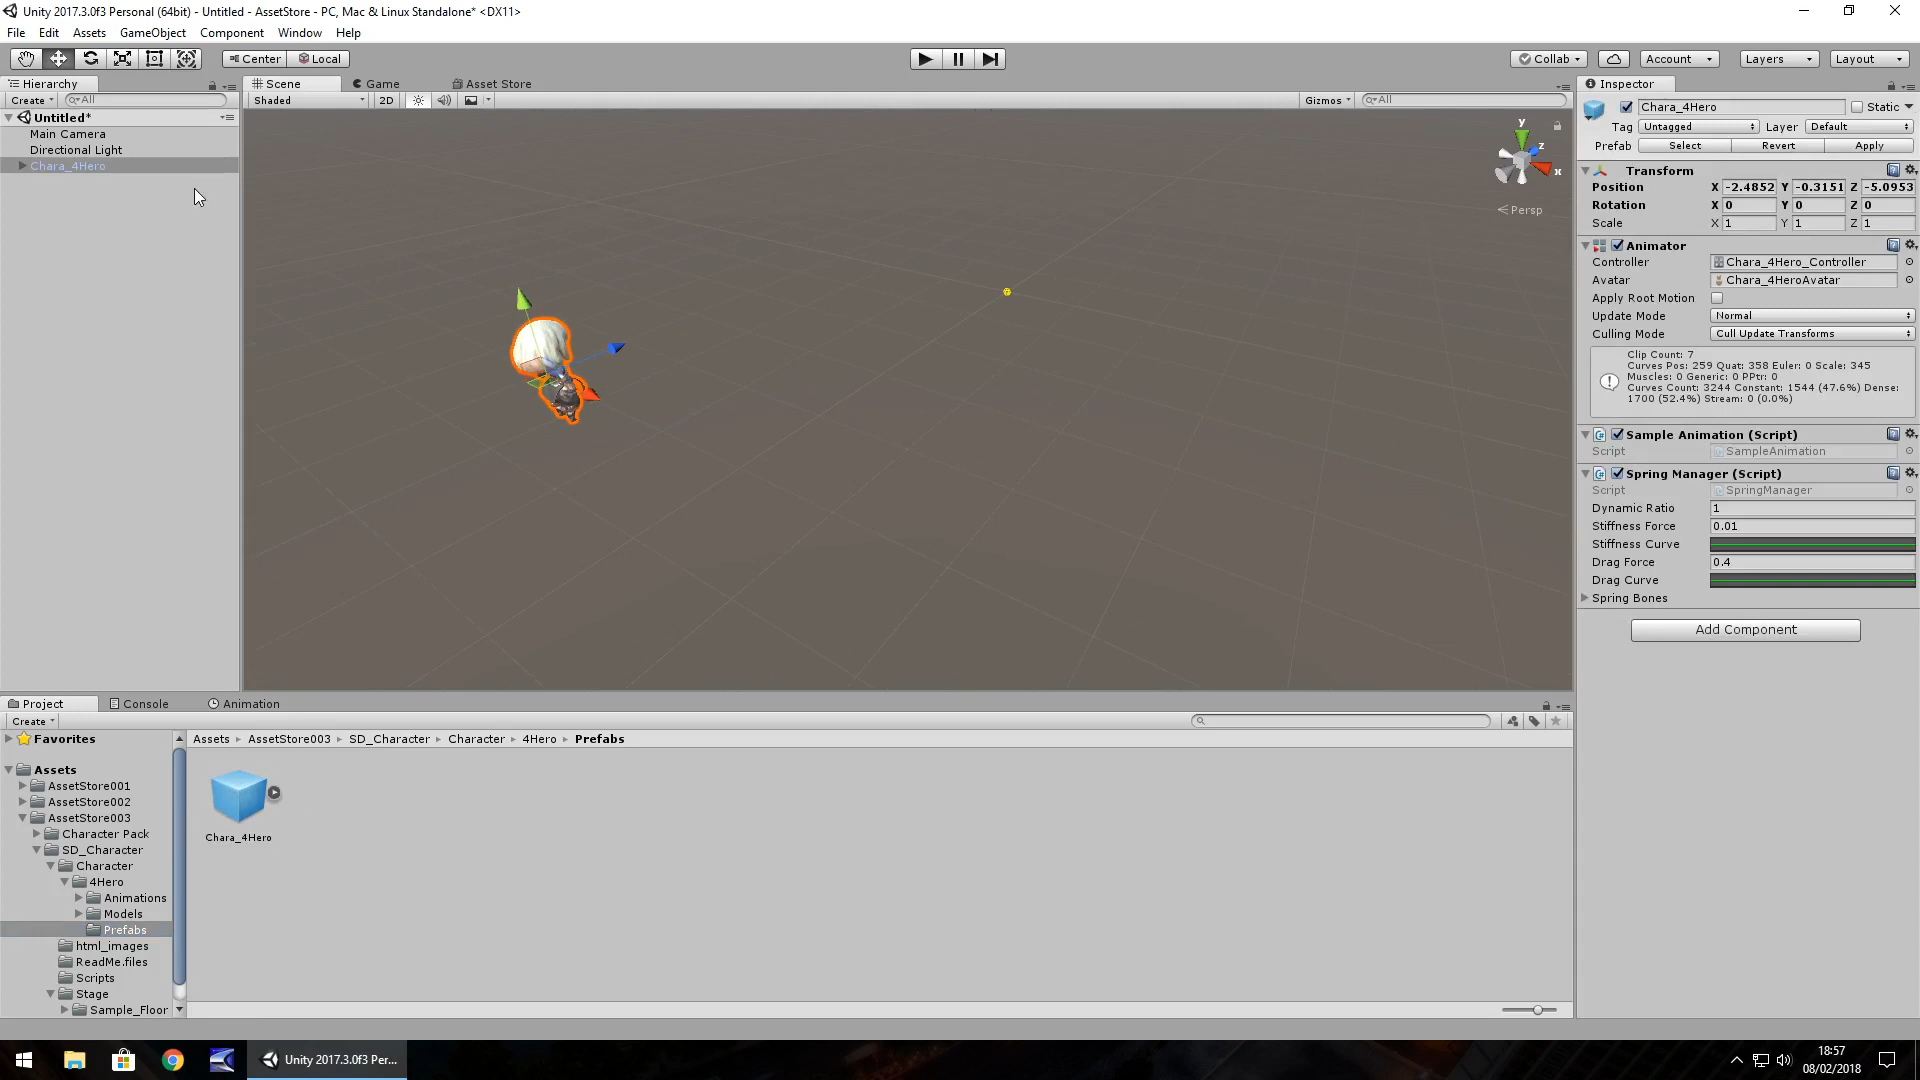 Unity 2017.3.0f3 Personal (64bit) - Untitled - AssetStore - PC, Mac & Linux Standalone* <DX11>
File Edit Assets GameObject Component Window Help
Center Local Collab Account Layers Layout
Hierarchy Scene Game Asset Store Inspector
Create All Shaded 2D Gizmos All Chara_4Hero Static
Untitled*
Main Camera
Directional Light
Chara_4Hero
y
z
x
Persp
Tag Untagged Layer Default
Prefab Select Revert Apply
Transform
Position X -2.4852 Y -0.3151 Z -5.0953
Rotation X 0 Y 0 Z 0
Scale X 1 Y 1 Z 1
Animator
Controller Chara_4Hero_Controller
Avatar Chara_4HeroAvatar
Apply Root Motion
Update Mode Normal
Culling Mode Cull Update Transforms
Clip Count: 7
Curves Pos: 259 Quat: 358 Euler: 0 Scale: 345
Muscles: 0 Generic: 0 PPtr: 0
Curves Count: 3244 Constant: 1544 (47.6%) Dense:
1700 (52.4%) Stream: 0 (0.0%)
Sample Animation (Script)
Script SampleAnimation
Spring Manager (Script)
Script SpringManager
Dynamic Ratio 1
Stiffness Force 0.01
Stiffness Curve
Drag Force 0.4
Drag Curve
Spring Bones
Add Component
Project Console Animation
Create
Favorites
Assets
AssetStore001
AssetStore002
AssetStore003
Character Pack
SD_Character
Character
4Hero
Animations
Models
Prefabs
html_images
ReadMe.files
Scripts
Stage
Sample_Floor
Assets AssetStore003 SD_Character Character 4Hero Prefabs
Chara_4Hero
Unity 2017.3.0f3 Per...
18:57
08/02/2018